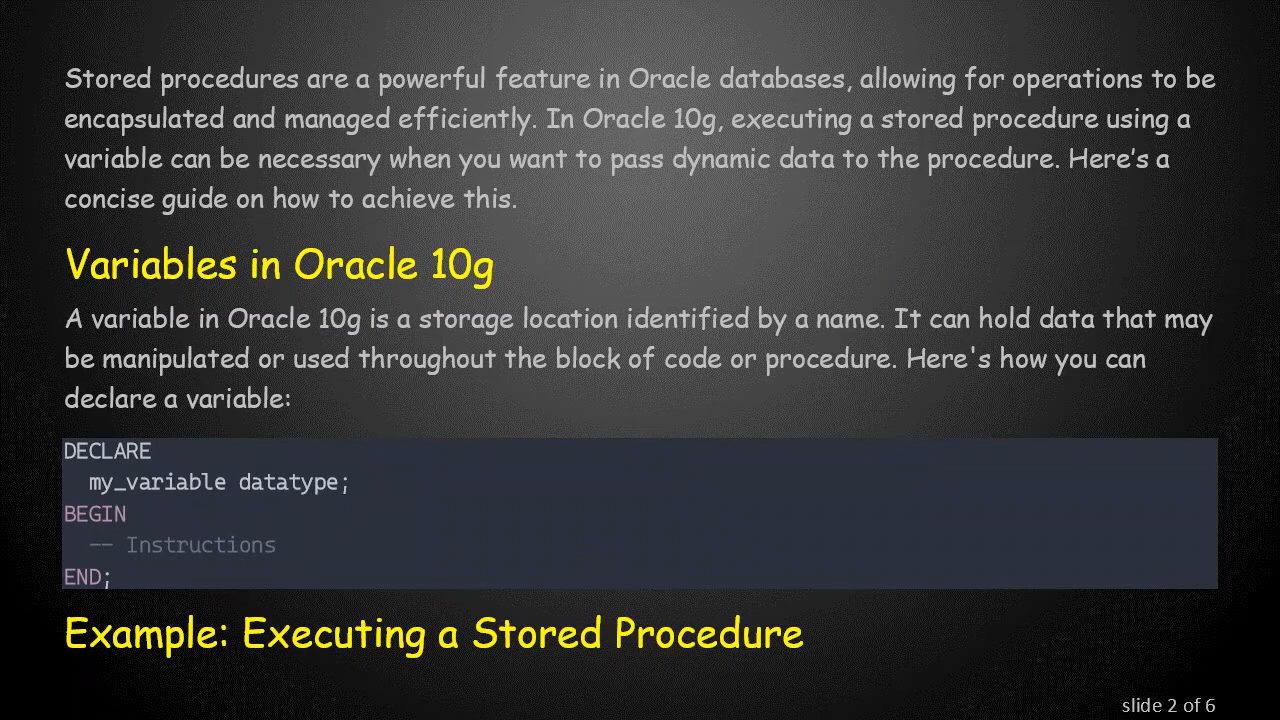 Stored procedures are a powerful feature in Oracle databases, allowing for operations to be
encapsulated and managed efficiently. In Oracle 10g, executing a stored procedure using a
variable can be necessary when you want to pass dynamic data to the procedure. Here’s a
concise guide on how to achieve this.
Variables in Oracle 10g
A variable in Oracle 10g is a storage location identified by a name. It can hold data that may
be manipulated or used throughout the block of code or procedure. Here's how you can
declare a variable:
DECLARE
  my_variable datatype;
BEGIN
  -- Instructions
END;
Example: Executing a Stored Procedure
slide 2 of 6